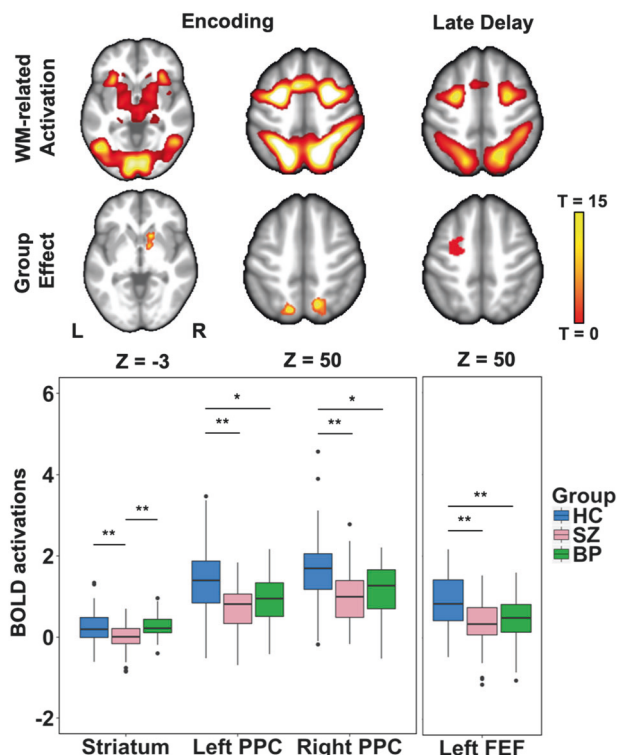 Encoding
Late Delay
WM-related
Activation
Group
Effect
T = 15
T = 0
L
R
Z = -3
Z = 50
Z = 50
BOLD activations
6
4
2
0
-2
**
**
*
**
*
**
**
**
Group
HC
SZ
BP
Striatum
Left PPC
Right PPC
Left FEF